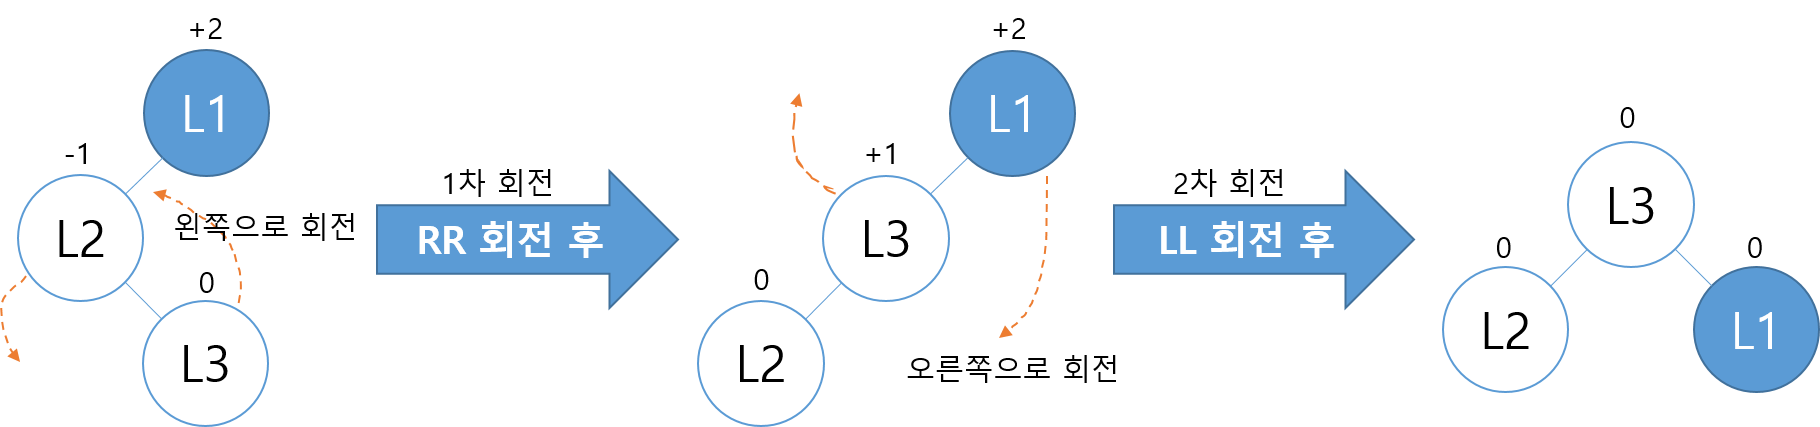 +2
L1
-1
L2
왼쪽으로 회전
0
L3
1차 회전
RR 회전 후
+2
L1
+1
L3
0
L2
오른쪽으로 회전
2차 회전
LL 회전 후
0
L3
0
L2
0
L1